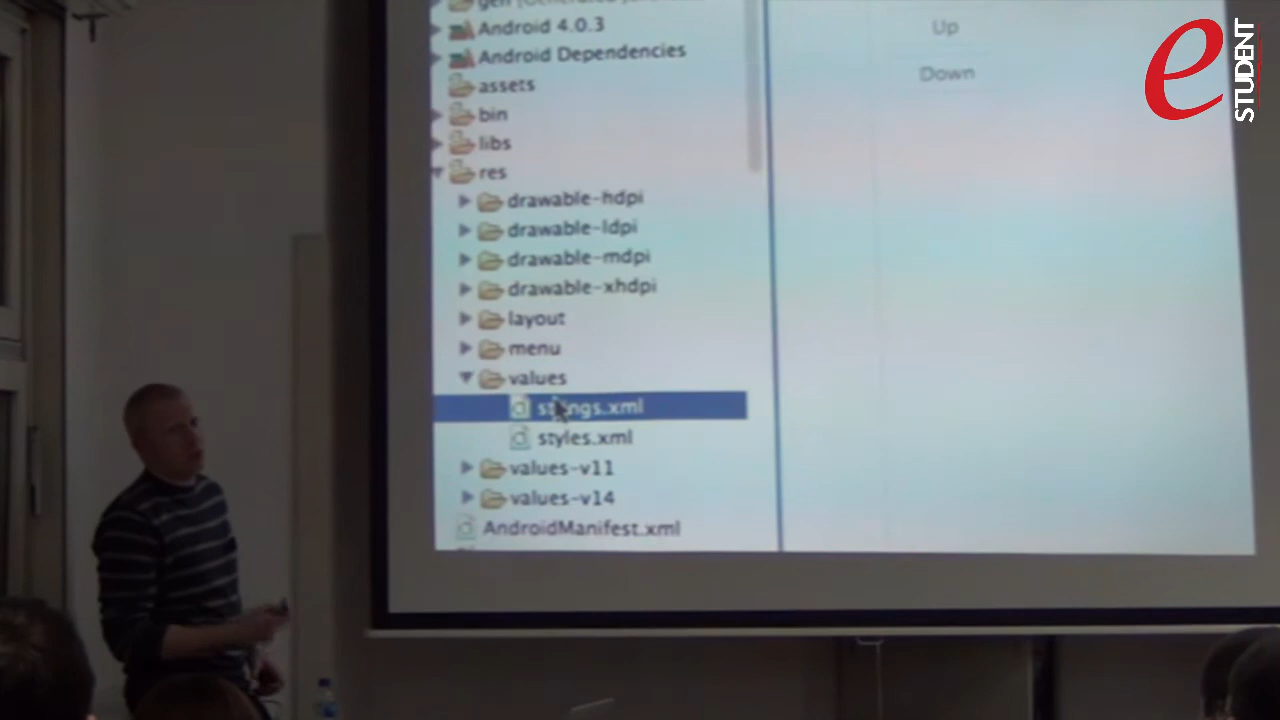 gen
Android 4.0.3
Android Dependencies
assets
bin
libs
res
drawable-hdpi
drawable-ldpi
drawable-mdpi
drawable-xhdpi
layout
menu
values
strings.xml
styles.xml
values-v11
values-v14
AndroidManifest.xml
Up
Down
e STUDENT